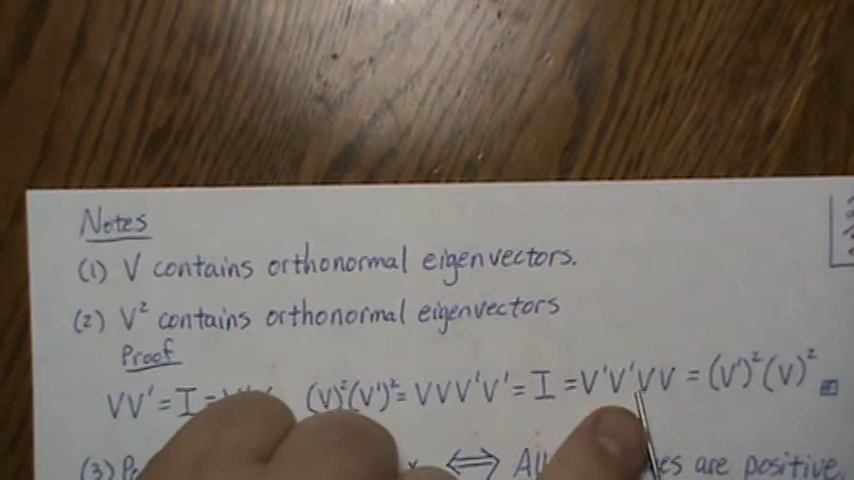 Notes
(1) V contains orthonormal eigenvectors.
(2) V² contains orthonormal eigenvectors
Proof
VV' = I = (V)²(V')² = VVV'V' = I = V'V'VV = (V')²(V)²
(3) All are positive.